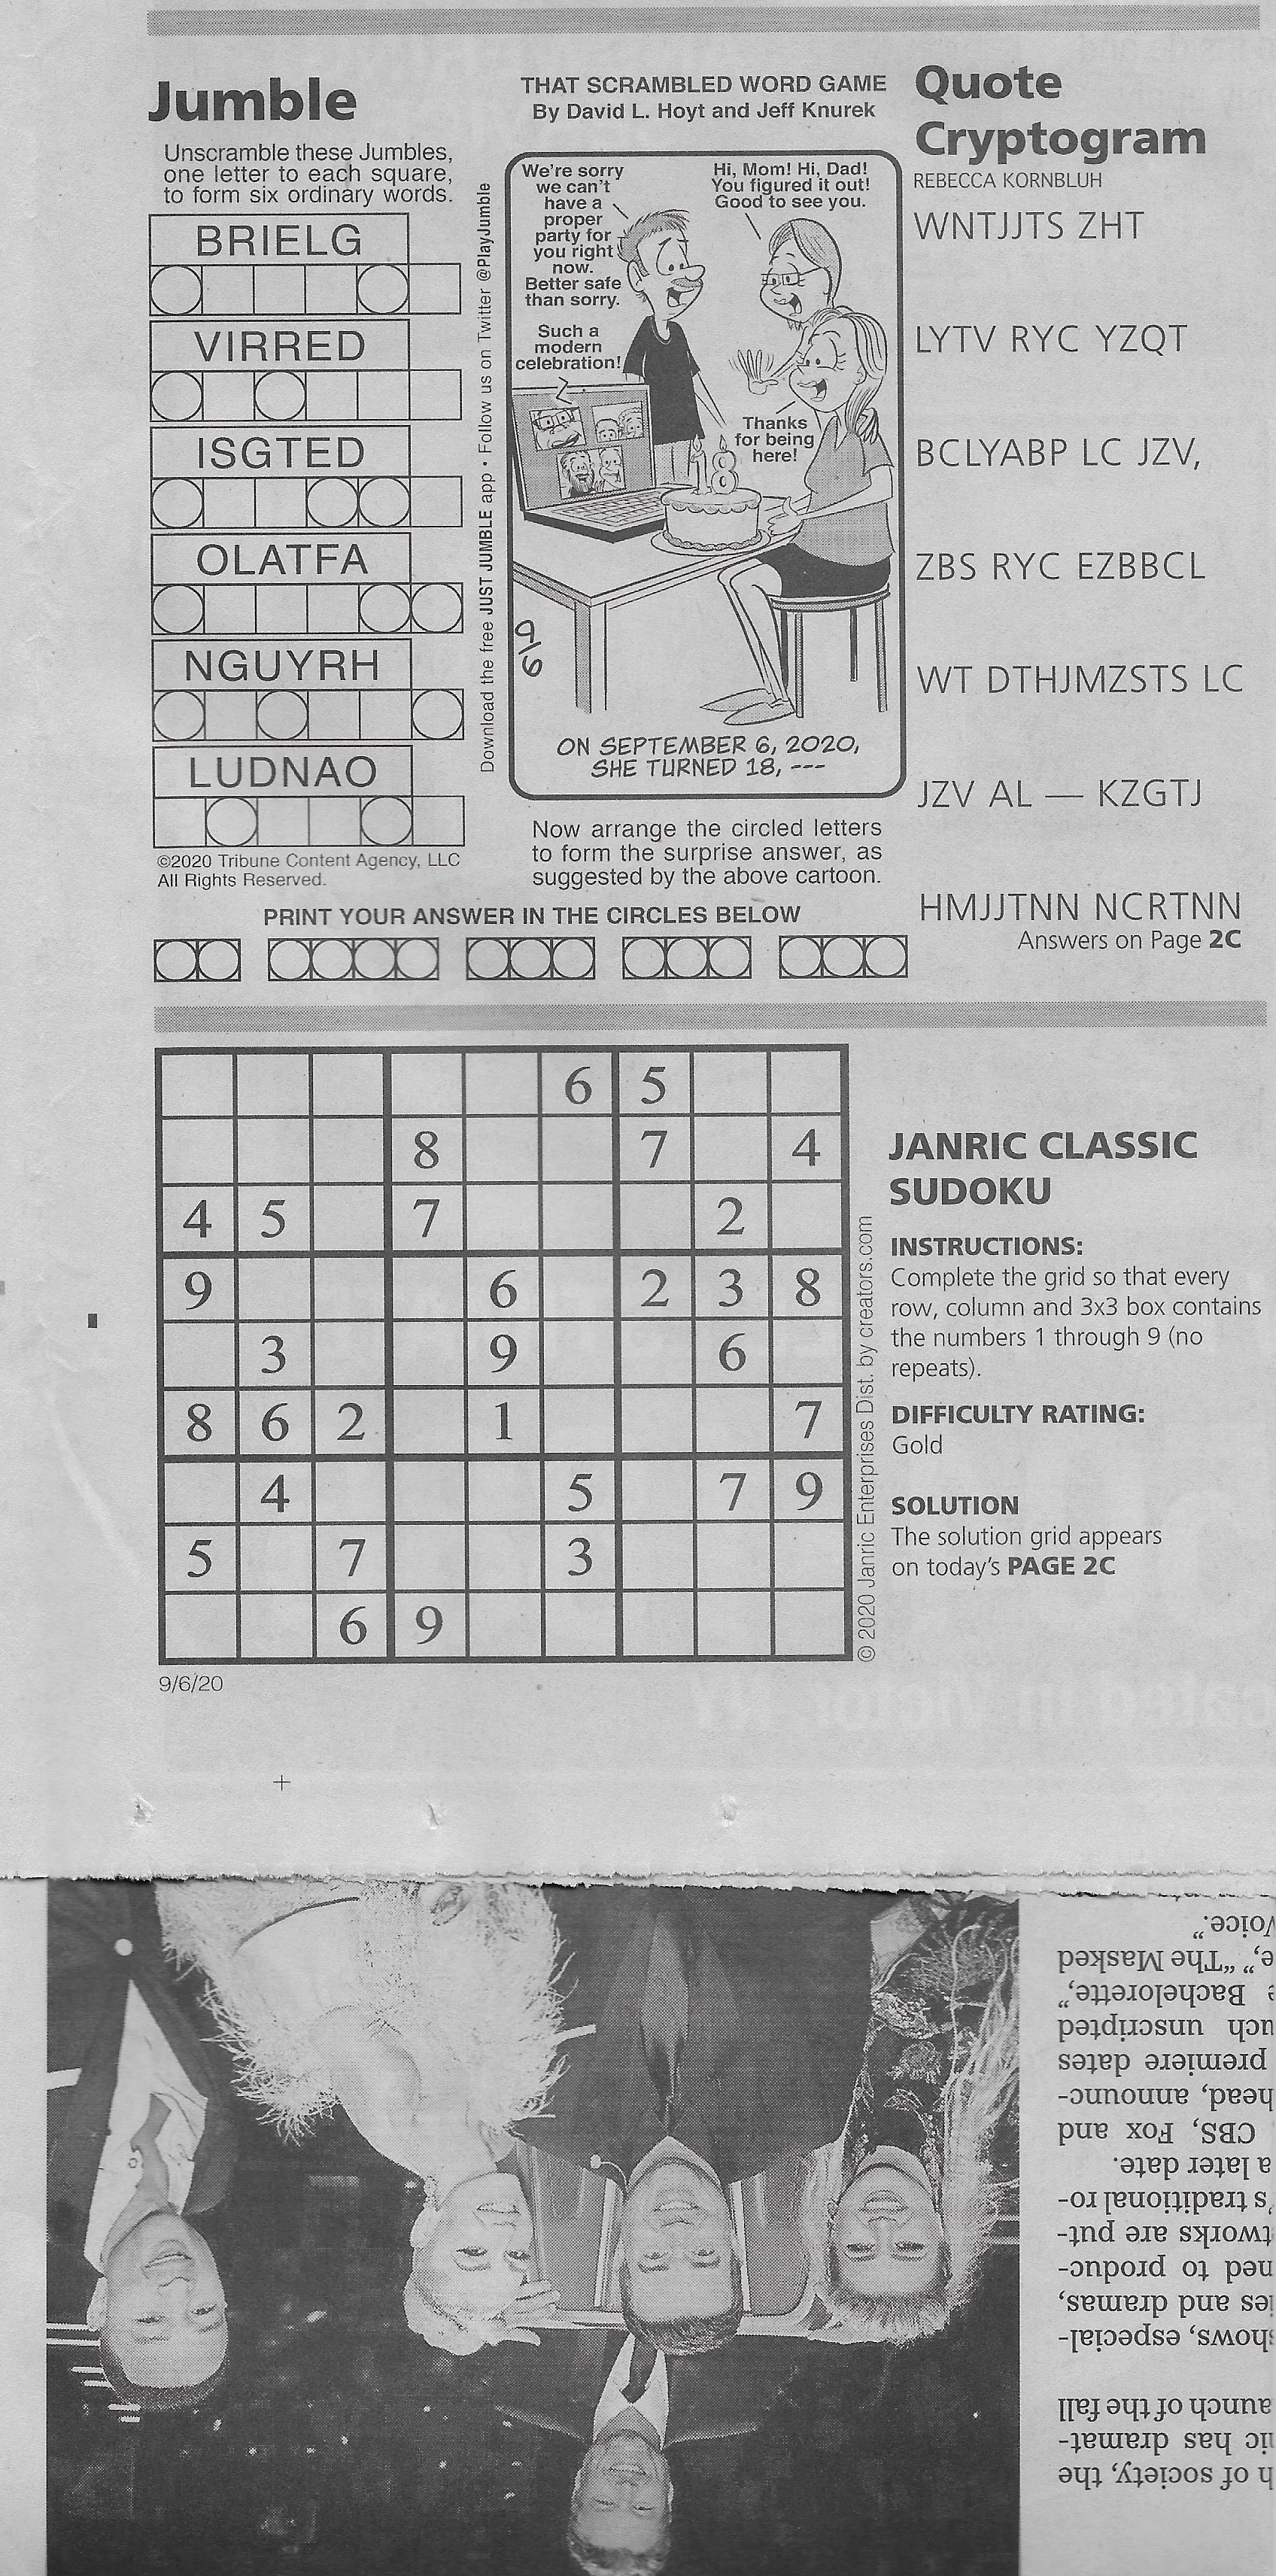 Jumble
THAT SCRAMBLED WORD GAME
By David L. Hoyt and Jeff Knurek
Unscramble these Jumbles,
one letter to each square,
to form six ordinary words.
BRIELG
VIRRED
ISGTED
OLATFA
NGUYRH
LUDNAO
©2020 Tribune Content Agency, LLC
All Rights Reserved.
Download the free JUST JUMBLE app • Follow us on Twitter @PlayJumble
We're sorry
we can't
have a
proper
party for
you right
now.
Better safe
than sorry.
Such a
modern
celebration!
Hi, Mom! Hi, Dad!
You figured it out!
Good to see you.
Thanks
for being
here!
18
9/6
ON SEPTEMBER 6, 2020,
SHE TURNED 18, ---
Now arrange the circled letters
to form the surprise answer, as
suggested by the above cartoon.
PRINT YOUR ANSWER IN THE CIRCLES BELOW
Quote
Cryptogram
REBECCA KORNBLUH
WNTJJTS ZHT
LYTV RYC YZQT
BCLYABP LC JZV,
ZBS RYC EZBBCL
WT DTHJMZSTS LC
JZV AL — KZGTJ
HMJJTNN NCRTNN
Answers on Page 2C
6 5
8 7 4
4 5 7 2
9 6 2 3 8
3 9 6
8 6 2 1 7
4 5 7 9
5 7 3
6 9
9/6/20
© 2020 Janric Enterprises Dist. by creators.com
JANRIC CLASSIC
SUDOKU
INSTRUCTIONS:
Complete the grid so that every
row, column and 3x3 box contains
the numbers 1 through 9 (no
repeats).
DIFFICULTY RATING:
Gold
SOLUTION
The solution grid appears
on today's PAGE 2C
of society, the
has dramat-
of the fall
especial-
and dramas,
to produc-
are put-
traditional ro-
a later date.
CBS, Fox and
head, announc-
premiere dates
unscripted
Bachelorette,"
"The Masked
Voice."